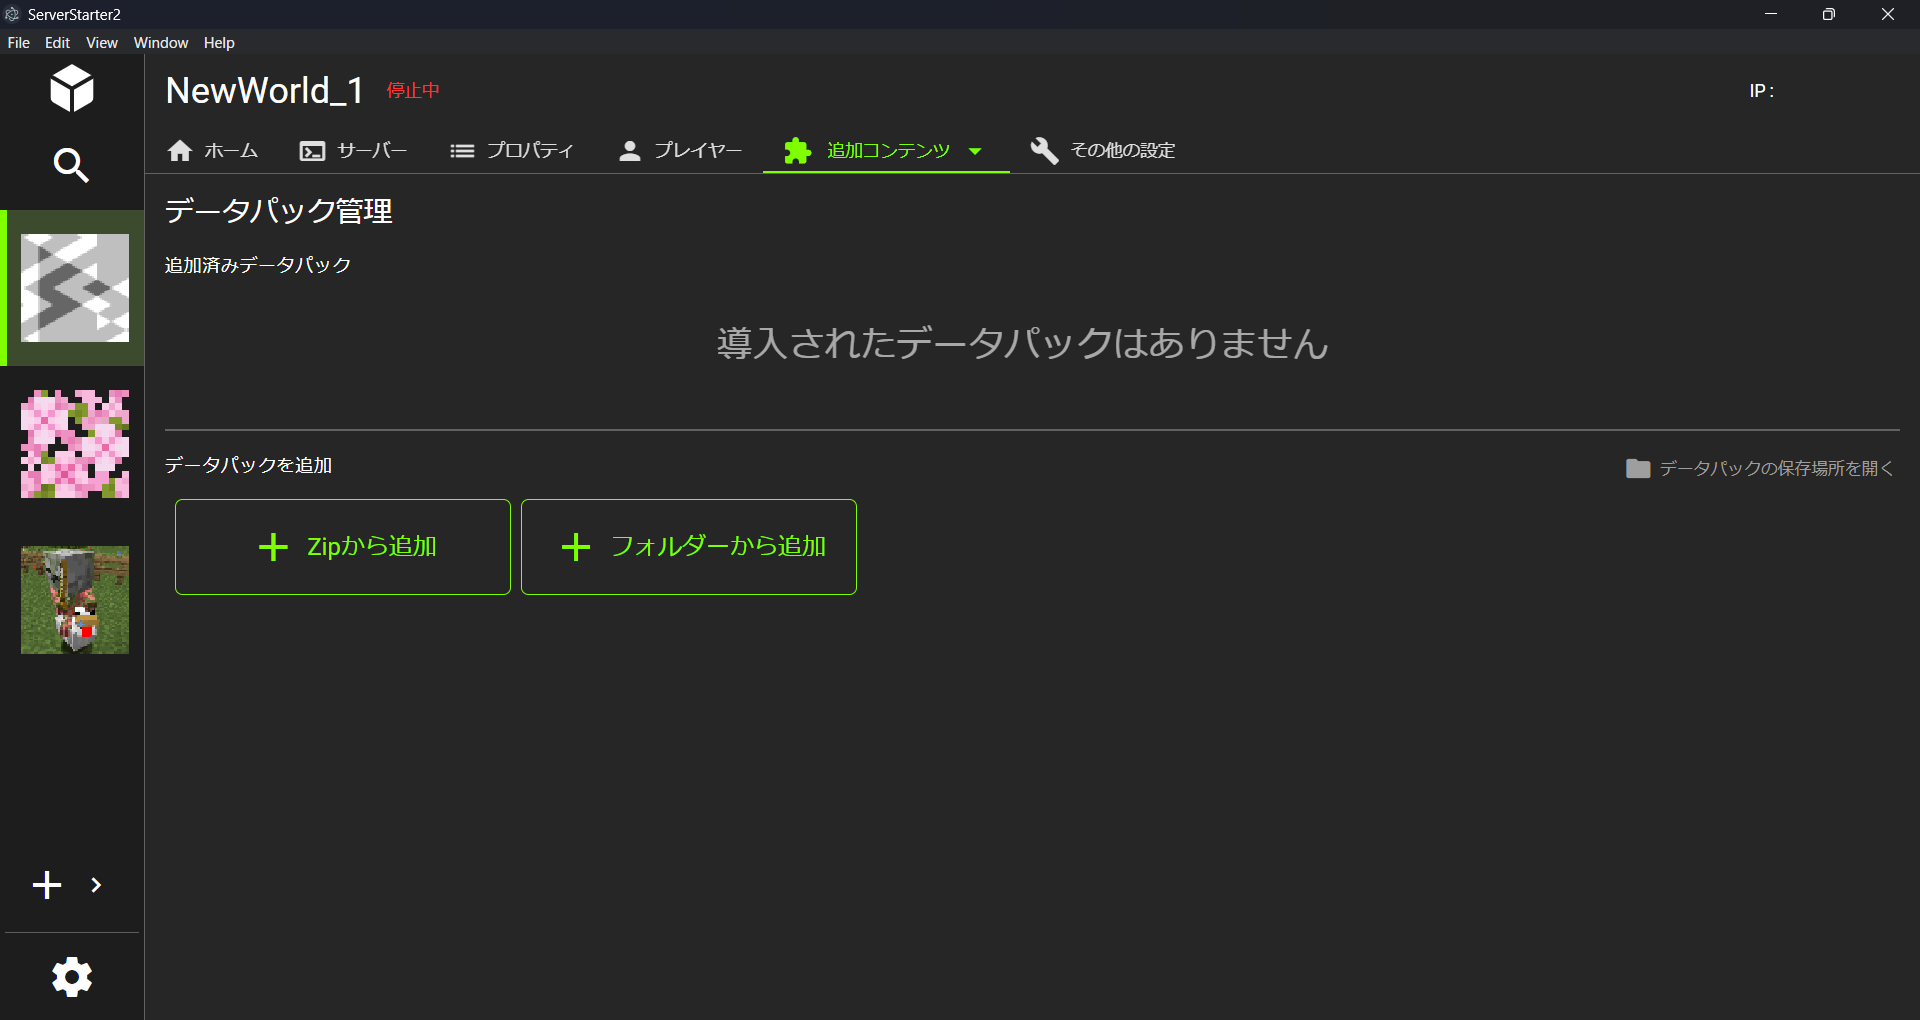 ServerStarter2
File Edit View Window Help
NewWorld_1 停止中 IP :
ホーム サーバー プロパティ プレイヤー 追加コンテンツ その他の設定
データパック管理
追加済みデータパック
導入されたデータパックはありません
データパックを追加
データパックの保存場所を開く
Zipから追加 フォルダーから追加